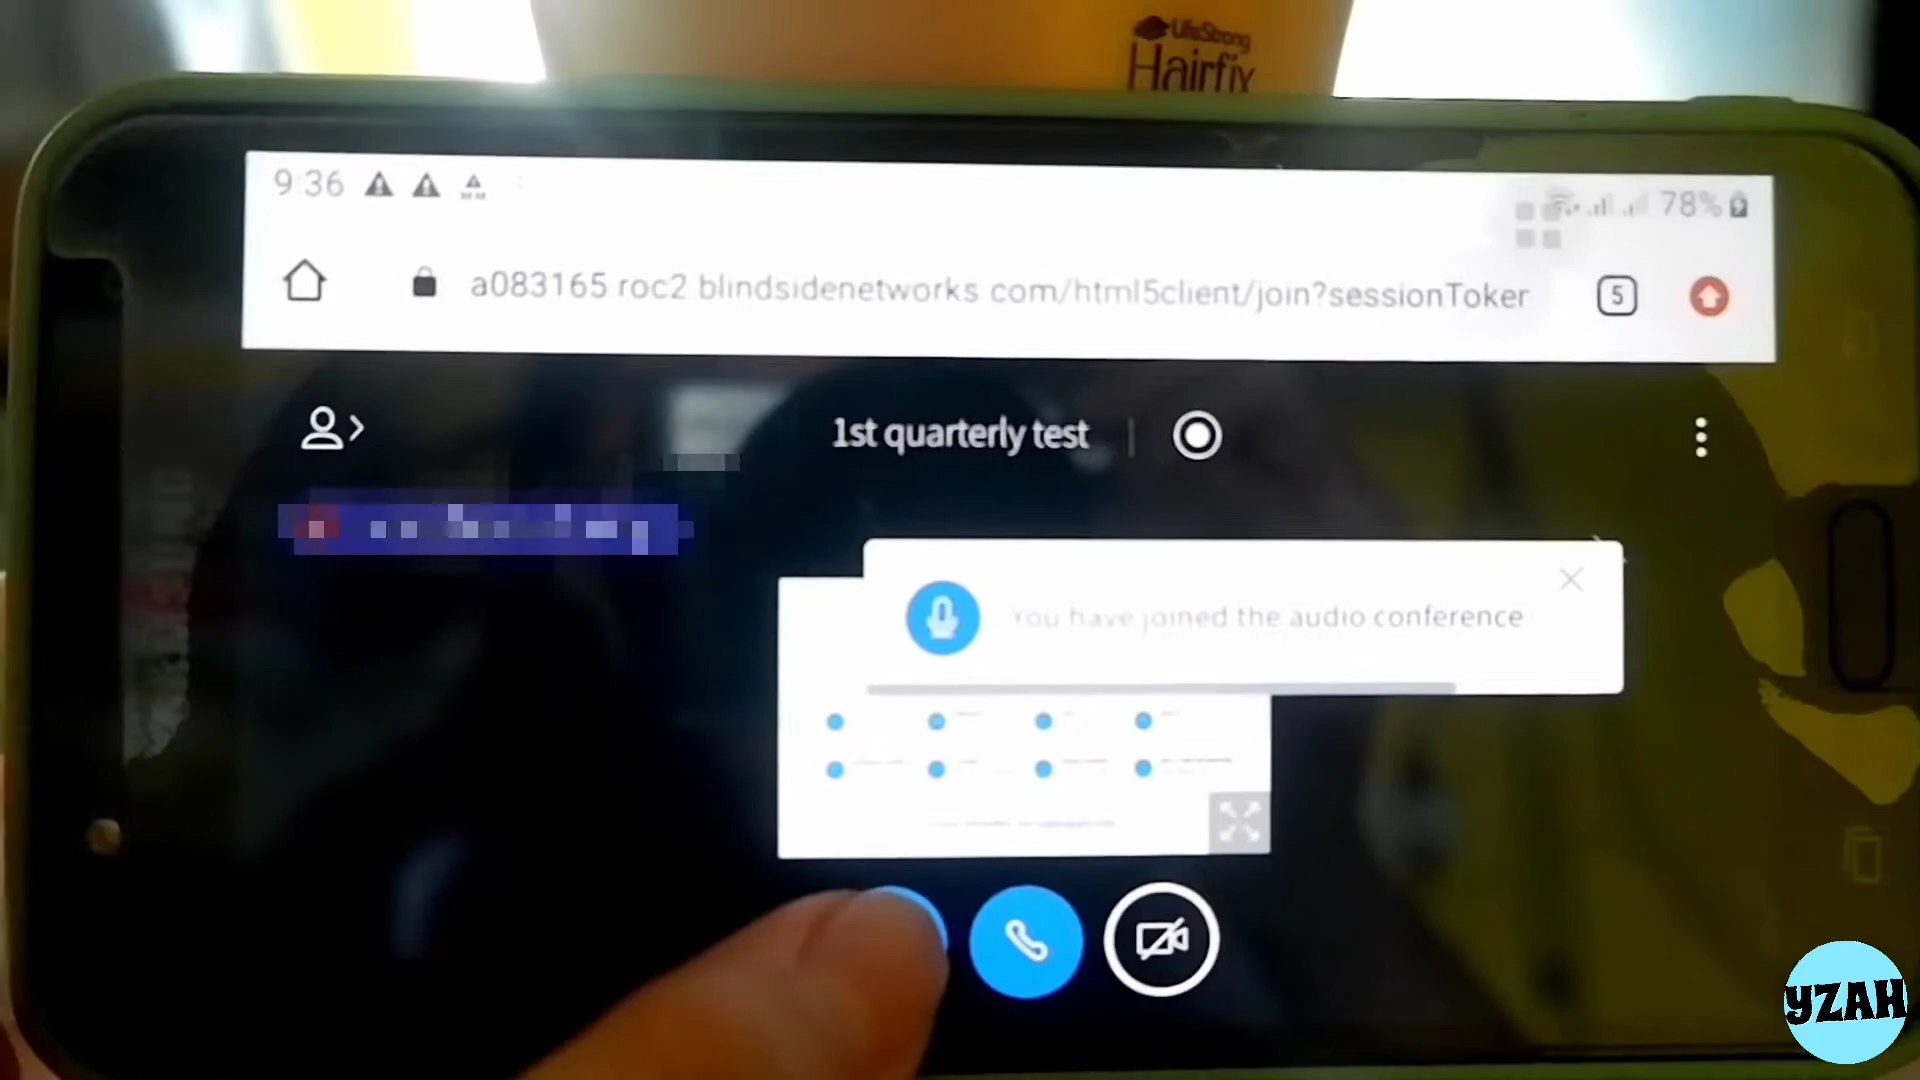 LifeStrong
Hairfix
9:36
78%
a083165.roc2.blindsidenetworks.com/html5client/join?sessionToker
5
1st quarterly test
You have joined the audio conference
YZAH